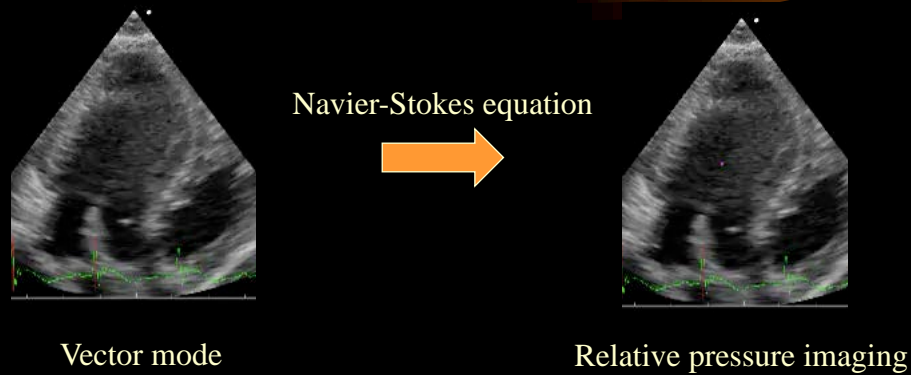 Navier-Stokes equation
Vector mode
Relative pressure imaging